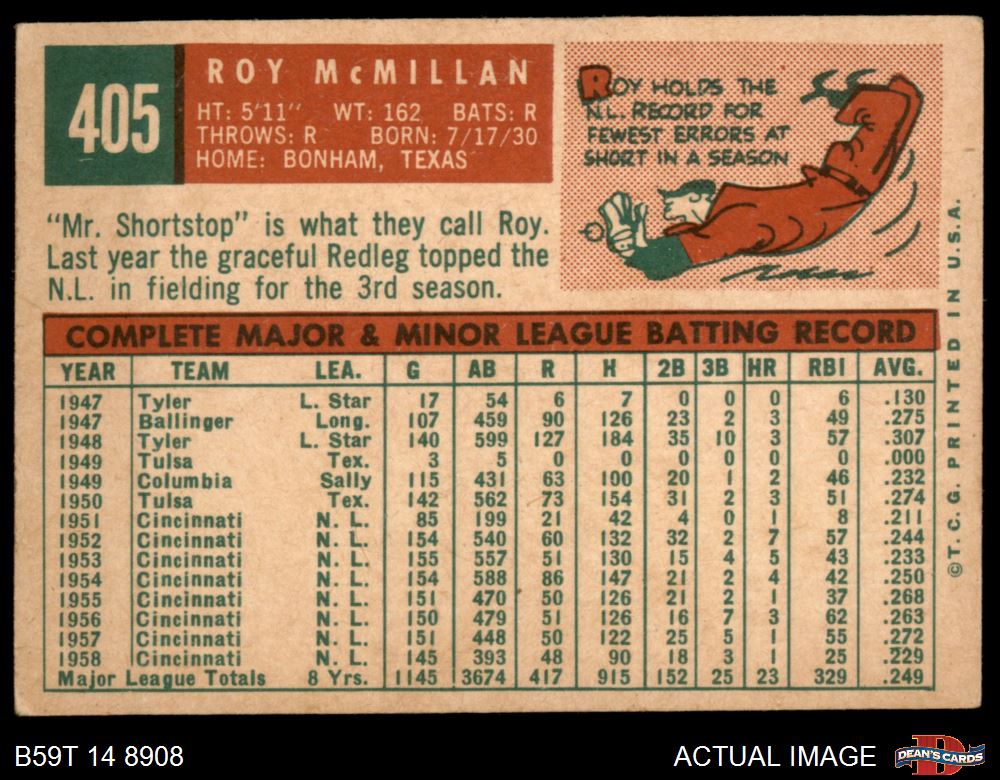 405
ROY McMILLAN
HT: 5'11" WT: 162 BATS: R
THROWS: R BORN: 7/17/30
HOME: BONHAM, TEXAS
ROY HOLDS THE
N.L. RECORD FOR
FEWEST ERRORS AT
SHORT IN A SEASON
"Mr. Shortstop" is what they call Roy.
Last year the graceful Redleg topped the
N.L. in fielding for the 3rd season.
COMPLETE MAJOR & MINOR LEAGUE BATTING RECORD
YEAR TEAM LEA. G AB R H 2B 3B HR RBI AVG.
1947 Tyler L. Star 17 54 6 7 0 0 0 6 .130
1947 Ballinger Long. 107 459 90 126 23 2 3 49 .275
1948 Tyler L. Star 140 599 127 184 35 10 3 57 .307
1949 Tulsa Tex. 3 5 0 0 0 0 0 0 .000
1949 Columbia Sally 115 431 63 100 20 1 2 46 .232
1950 Tulsa Tex. 142 562 73 154 31 2 3 51 .274
1951 Cincinnati N. L. 85 199 21 42 4 0 1 8 .211
1952 Cincinnati N. L. 154 540 60 132 32 2 7 57 .244
1953 Cincinnati N. L. 155 557 51 130 15 4 5 43 .233
1954 Cincinnati N. L. 154 588 86 147 21 2 4 42 .250
1955 Cincinnati N. L. 151 470 50 126 21 2 1 37 .268
1956 Cincinnati N. L. 150 479 51 126 16 7 3 62 .263
1957 Cincinnati N. L. 151 448 50 122 25 5 1 55 .272
1958 Cincinnati N. L. 145 393 48 90 18 3 1 25 .229
Major League Totals 8 Yrs. 1145 3674 417 915 152 25 23 329 .249
©T. C. G. PRINTED IN U.S.A.
B59T 14 8908
ACTUAL IMAGE
D
DEAN'S CARDS